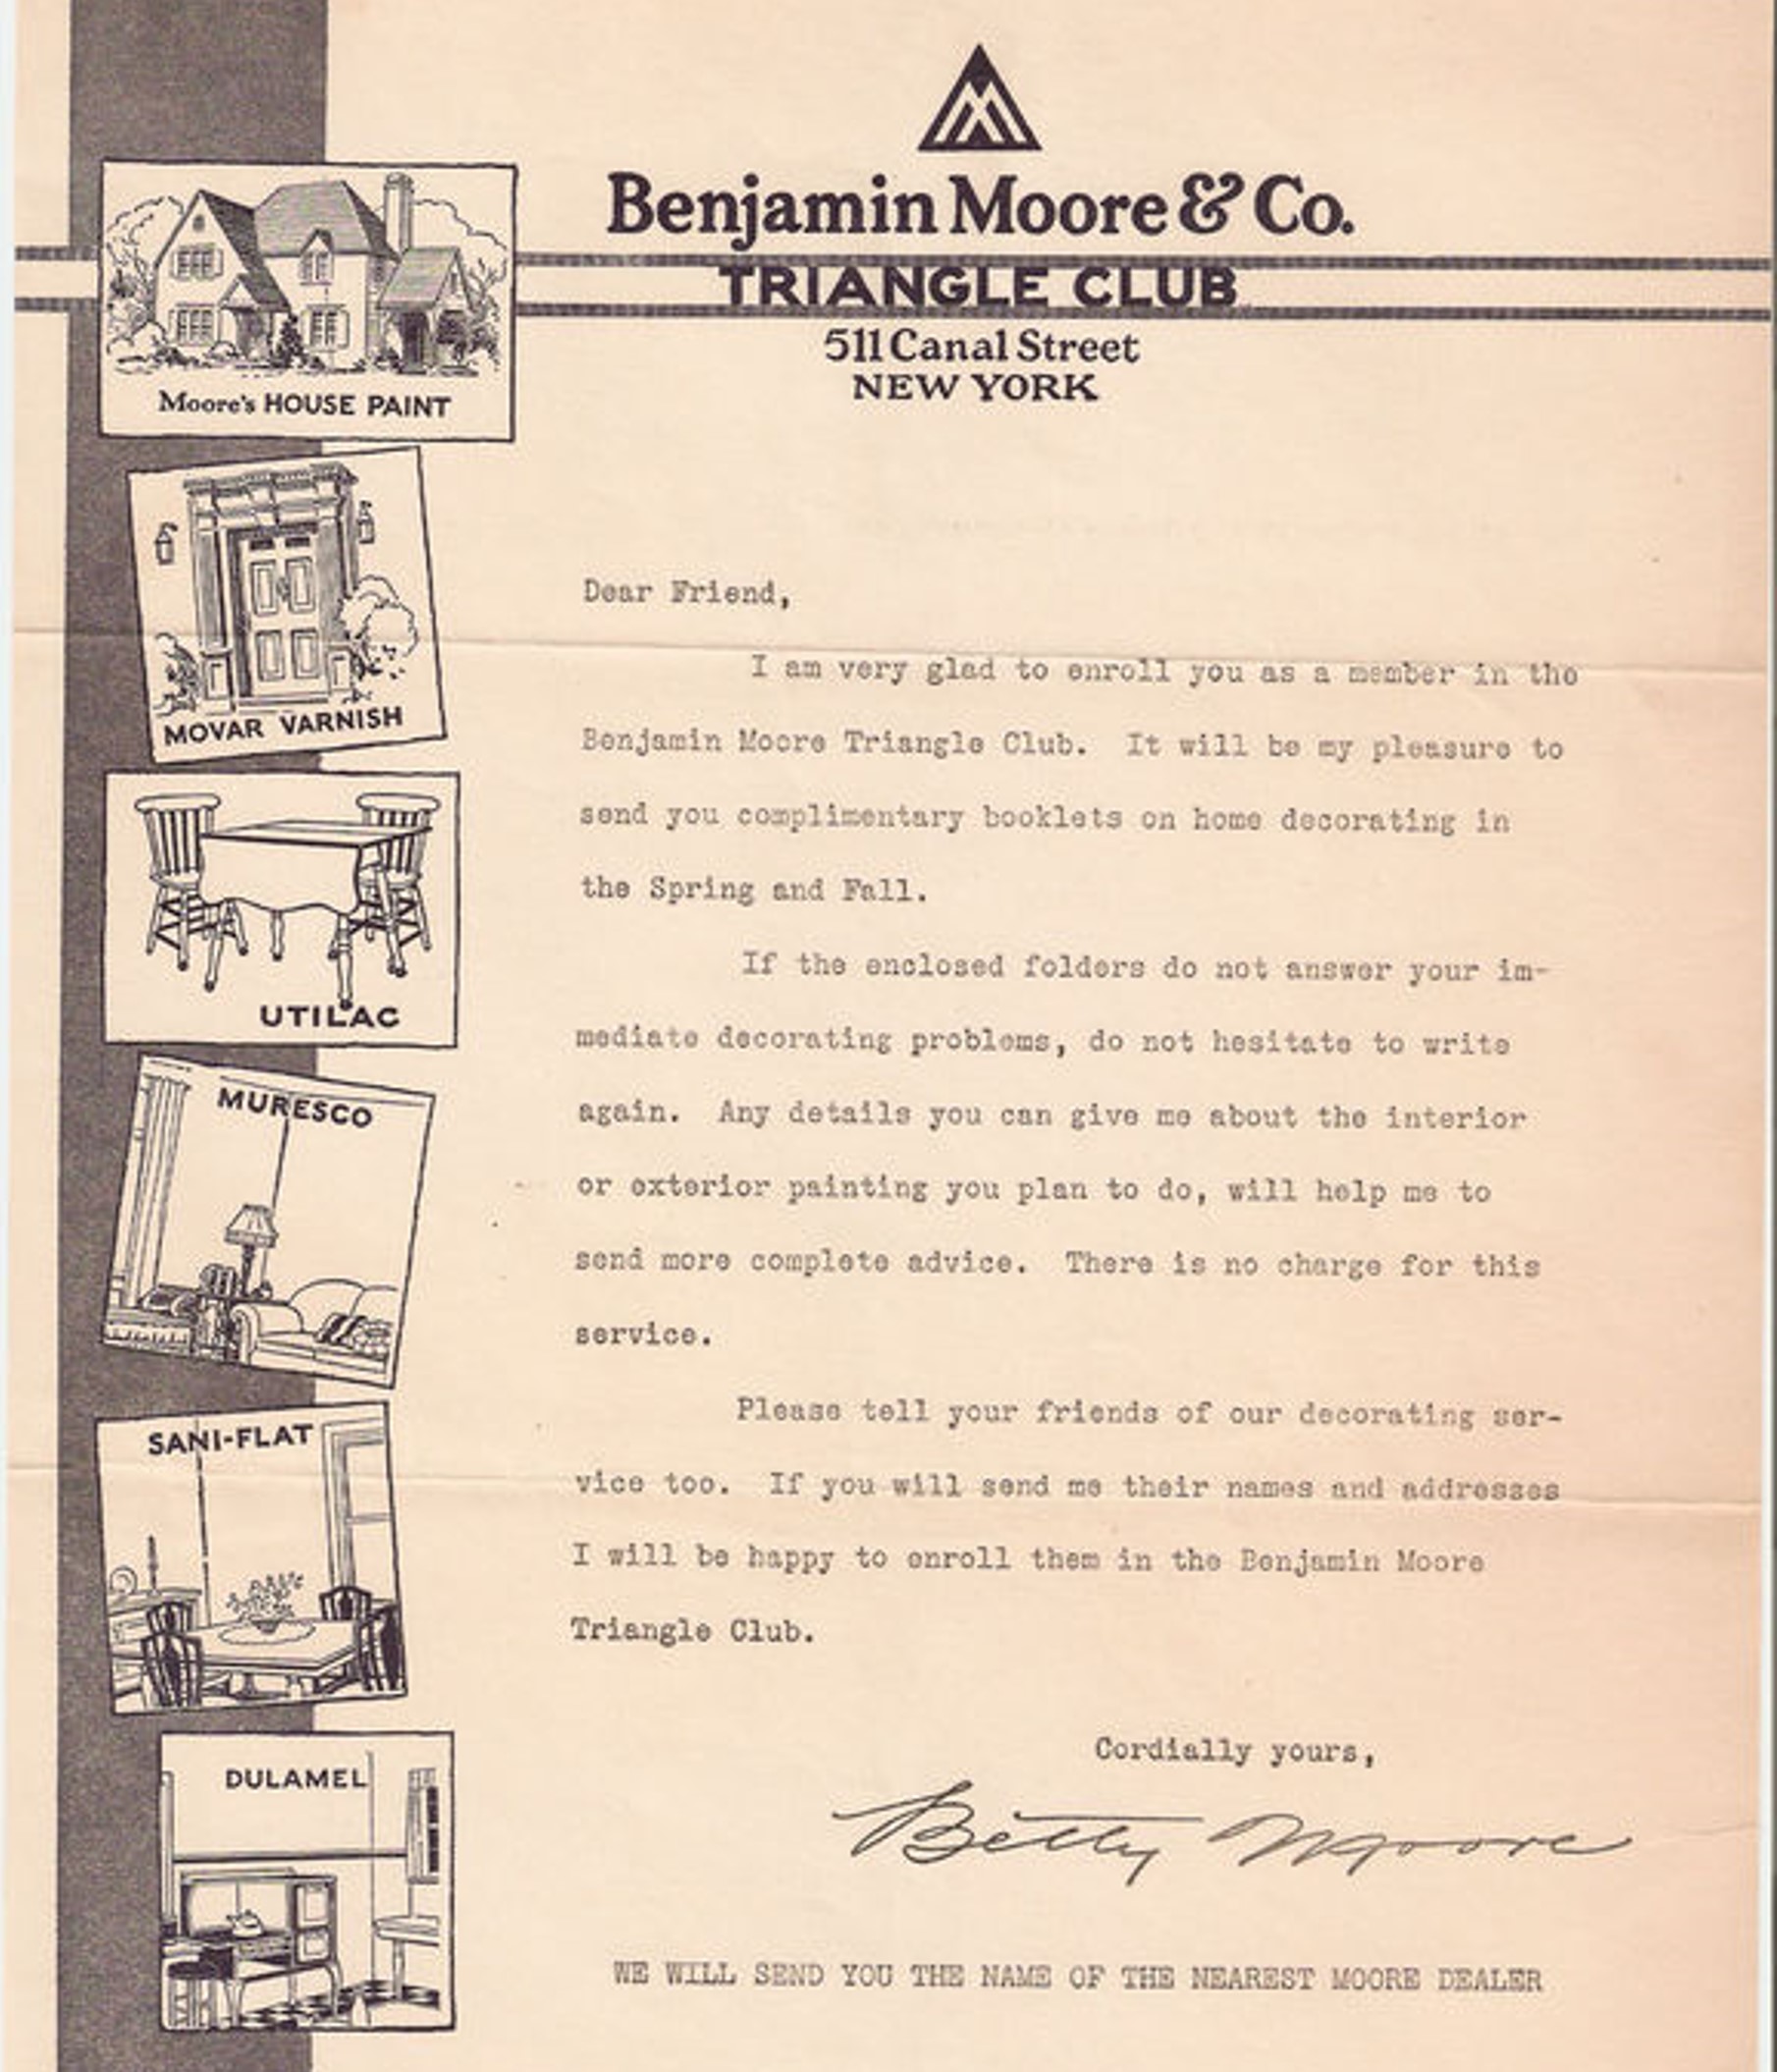 Benjamin Moore & Co.
TRIANGLE CLUB
511 Canal Street
NEW YORK
Moore's HOUSE PAINT
MOVAR VARNISH
UTILAC
MURESCO
SANI-FLAT
DULAMEL
Dear Friend,
I am very glad to enroll you as a member in the
Benjamin Moore Triangle Club. It will be my pleasure to
send you complimentary booklets on home decorating in
the Spring and Fall.
If the enclosed folders do not answer your im-
mediate decorating problems, do not hesitate to write
again. Any details you can give me about the interior
or exterior painting you plan to do, will help me to
send more complete advice. There is no charge for this
service.
Please tell your friends of our decorating ser-
vice too. If you will send me their names and addresses
I will be happy to enroll them in the Benjamin Moore
Triangle Club.
Cordially yours,
Betty Moore
WE WILL SEND YOU THE NAME OF THE NEAREST MOORE DEALER